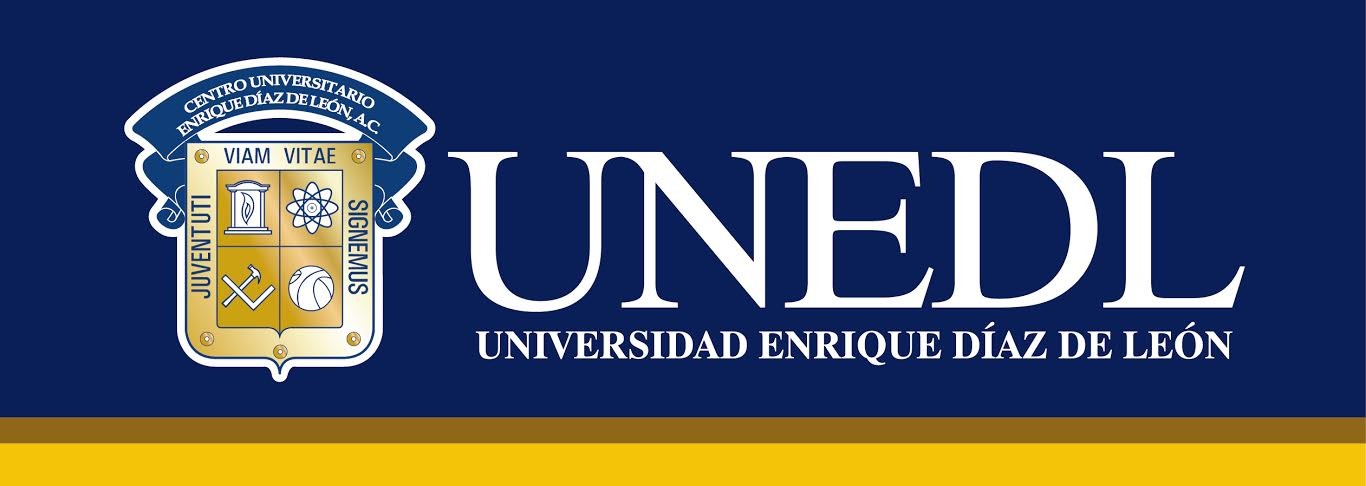 CENTRO UNIVERSITARIO
ENRIQUE DÍAZ DE LEÓN, A.C.
JUVENTUTI
VIAM VITAE
SIGNEMUS
UNEDL
UNIVERSIDAD ENRIQUE DÍAZ DE LEÓN